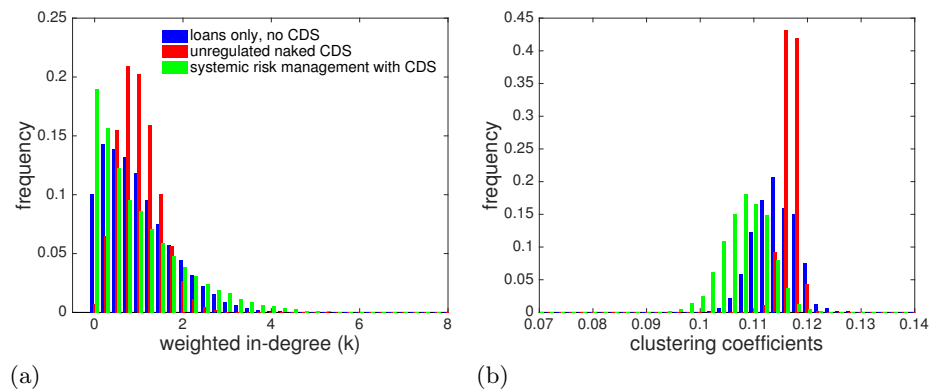 0.25
0.2
0.15
0.1
0.05
0
frequency
loans only, no CDS
unregulated naked CDS
systemic risk management with CDS
0 2 4 6 8
weighted in-degree (k)
(a)
0.45
0.4
0.35
0.3
0.25
0.2
0.15
0.1
0.05
0
frequency
0.07 0.08 0.09 0.1 0.11 0.12 0.13 0.14
clustering coefficients
(b)